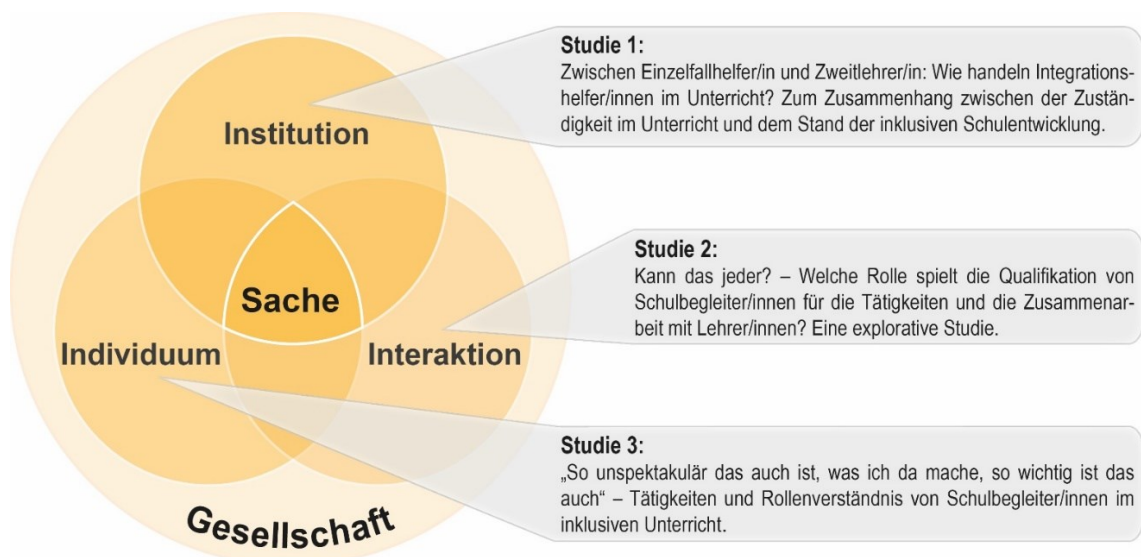 Institution
Sache
Individuum
Interaktion
Gesellschaft
Studie 1:
Zwischen Einzelfallhelfer/in und Zweitlehrer/in: Wie handeln Integrations-
helfer/innen im Unterricht? Zum Zusammenhang zwischen der Zustän-
digkeit im Unterricht und dem Stand der inklusiven Schulentwicklung.
Studie 2:
Kann das jeder? – Welche Rolle spielt die Qualifikation von
Schulbegleiter/innen für die Tätigkeiten und die Zusammenar-
beit mit Lehrer/innen? Eine explorative Studie.
Studie 3:
„So unspektakulär das auch ist, was ich da mache, so wichtig ist das
auch“ – Tätigkeiten und Rollenverständnis von Schulbegleiter/innen im
inklusiven Unterricht.